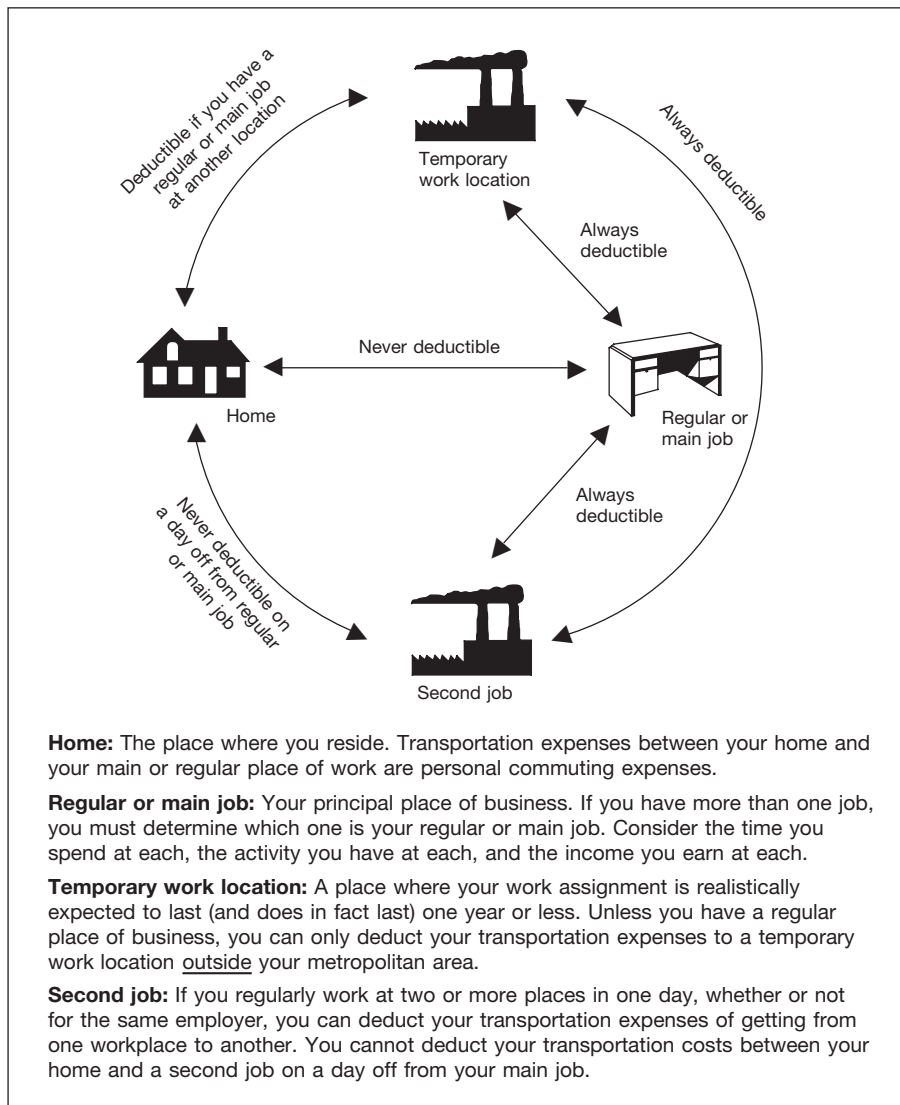 Deductible if you have a
regular or main job
at another location
Temporary
work location
Always deductible
Always
deductible
Never deductible
Home
Regular or
main job
Always
deductible
Never deductible on
a day off from regular
or main job
Second job
Home: The place where you reside. Transportation expenses between your home and
your main or regular place of work are personal commuting expenses.
Regular or main job: Your principal place of business. If you have more than one job,
you must determine which one is your regular or main job. Consider the time you
spend at each, the activity you have at each, and the income you earn at each.
Temporary work location: A place where your work assignment is realistically
expected to last (and does in fact last) one year or less. Unless you have a regular
place of business, you can only deduct your transportation expenses to a temporary
work location outside your metropolitan area.
Second job: If you regularly work at two or more places in one day, whether or not
for the same employer, you can deduct your transportation expenses of getting from
one workplace to another. You cannot deduct your transportation costs between your
home and a second job on a day off from your main job.